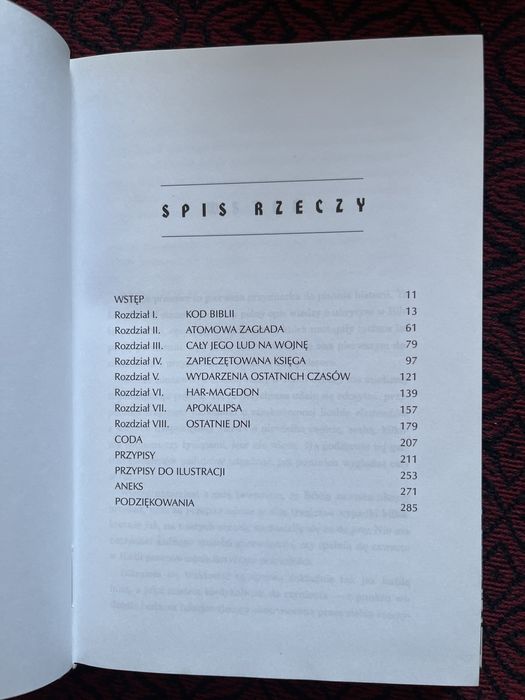 SPIS RZECZY
WSTĘP 11
Rozdział I. KOD BIBLII 13
Rozdział II. ATOMOWA ZAGŁADA 61
Rozdział III. CAŁY JEGO LUD NA WOJNĘ 79
Rozdział IV. ZAPIECZĘTOWANA KSIĘGA 97
Rozdział V. WYDARZENIA OSTATNICH CZASÓW 121
Rozdział VI. HAR-MAGEDON 139
Rozdział VII. APOKALIPSA 157
Rozdział VIII. OSTATNIE DNI 179
CODA 207
PRZYPISY 211
PRZYPISY DO ILUSTRACJI 253
ANEKS 271
PODZIĘKOWANIA 285